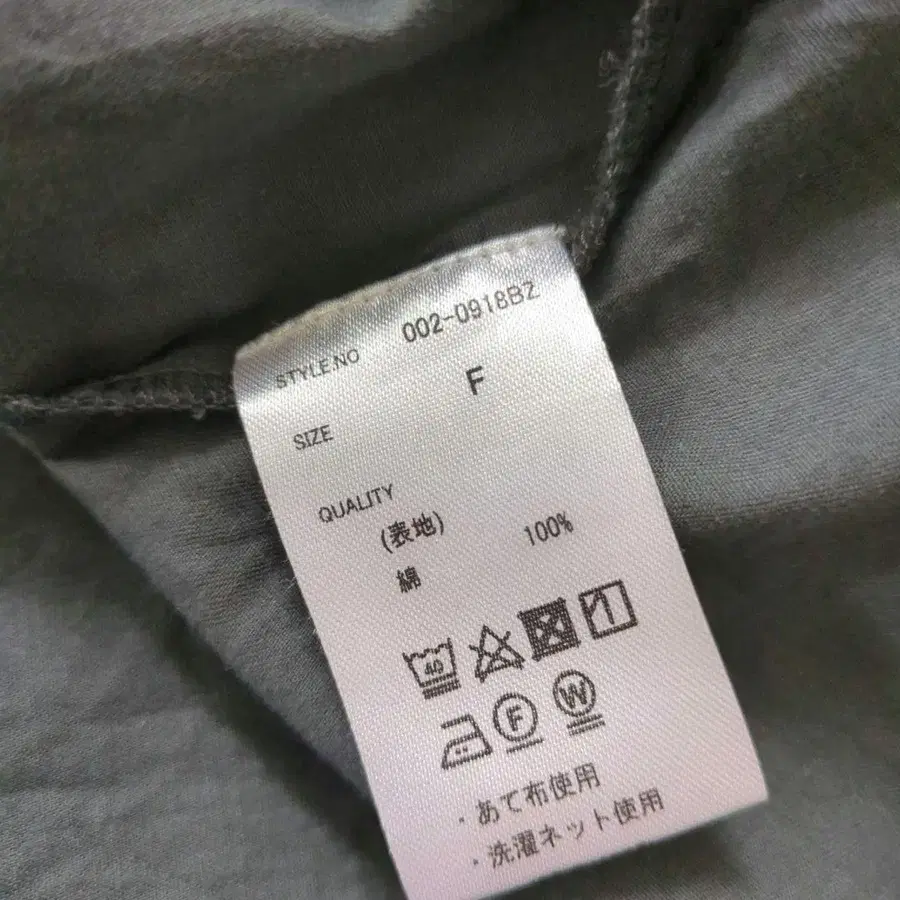 STYLE.NO 002-0918BZ
SIZE F
QUALITY
(表地)
綿 100%
40
F W
・あて布使用
・洗濯ネット使用